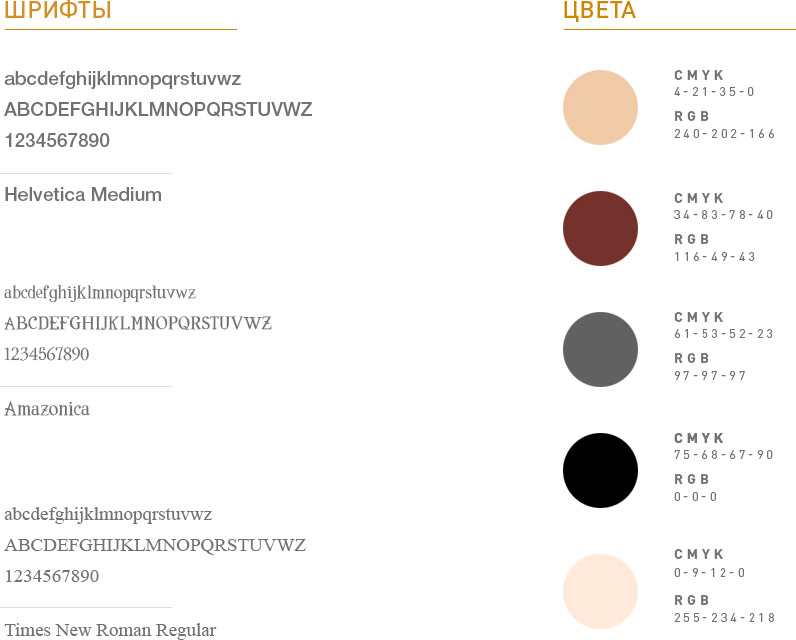 ШРИФТЫ
abcdefghijklmnopqrstuvwz
ABCDEFGHIJKLMNOPQRSTUVWZ
1234567890
Helvetica Medium
abcdefghijklmnopqrstuvwz
ABCDEFGHIJKLMNOPQRSTUVWZ
1234567890
Amazonica
abcdefghijklmnopqrstuvwz
ABCDEFGHIJKLMNOPQRSTUVWZ
1234567890
Times New Roman Regular
ЦВЕТА
CMYK
4-21-35-0
RGB
240-202-166
CMYK
34-83-78-40
RGB
116-49-43
CMYK
61-53-52-23
RGB
97-97-97
CMYK
75-68-67-90
RGB
0-0-0
CMYK
0-9-12-0
RGB
255-234-218